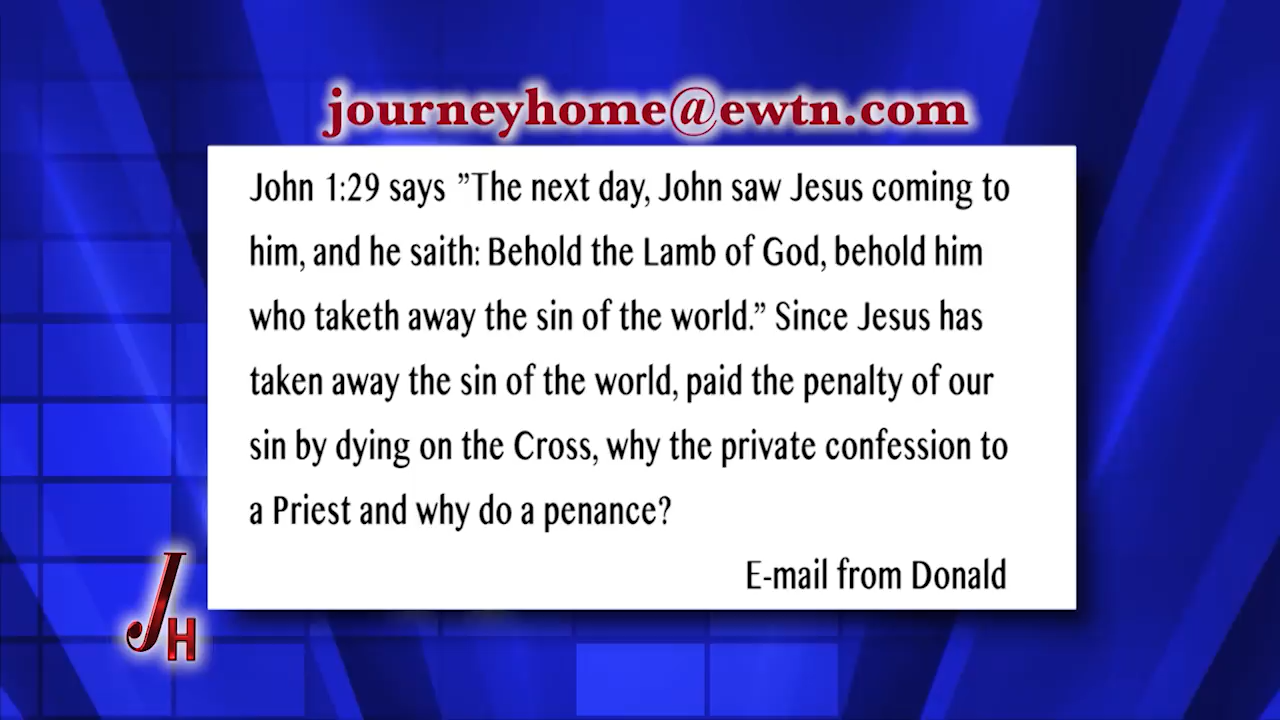 journeyhome@ewtn.com
John 1:29 says ”The next day, John saw Jesus coming to
him, and he saith: Behold the Lamb of God, behold him
who taketh away the sin of the world.” Since Jesus has
taken away the sin of the world, paid the penalty of our
sin by dying on the Cross, why the private confession to
a Priest and why do a penance?
E-mail from Donald
JH